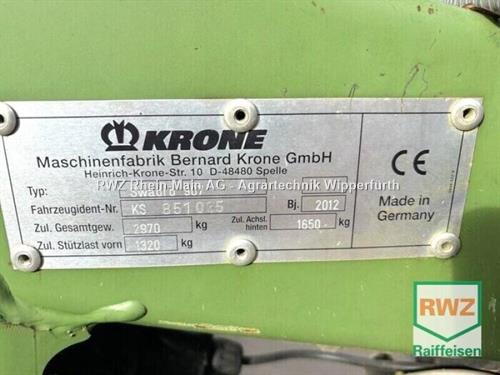 KRONE
Maschinenfabrik Bernard Krone GmbH
Heinrich-Krone-Str. 10 D-48480 Spelle
Typ: Swadro
RWZ Rhein-Main AG - Agrartechnik Wipperfürth
Fahrzeugident-Nr. KS Bj. 2012
Zul. Gesamtgew. 2970 kg Zul. Achsl. hinten 1650 kg
Zul. Stützlast vorn 1320 kg
CE
Made in
Germany
RWZ
Raiffeisen